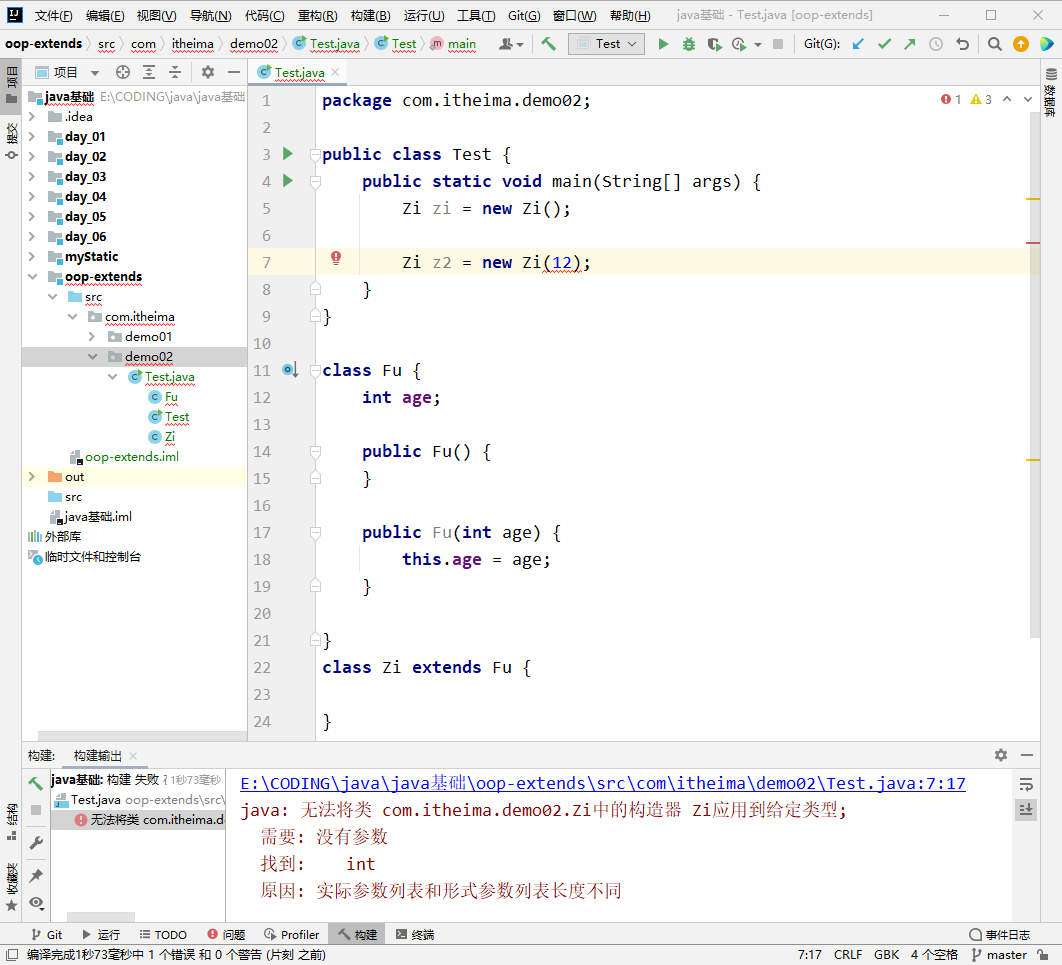 文件(F) 编辑(E) 视图(V) 导航(N) 代码(C) 重构(R) 构建(B) 运行(U) 工具(T) Git(G) 窗口(W) 帮助(H) java基础 - Test.java [oop-extends]
oop-extends src com itheima demo02 Test.java Test main Test Git(G):
项目
提交
结构
收藏夹
项目
java基础 E:\CODING\java\java基础
.idea
day_01
day_02
day_03
day_04
day_05
day_06
myStatic
oop-extends
src
com.itheima
demo01
demo02
Test.java
Fu
Test
Zi
oop-extends.iml
out
src
java基础.iml
外部库
临时文件和控制台
Test.java
1 3
数据库
1 package com.itheima.demo02;
2
3 public class Test {
4 public static void main(String[] args) {
5 Zi zi = new Zi();
6
7 Zi z2 = new Zi(12);
8 }
9 }
10
11 class Fu {
12 int age;
13
14 public Fu() {
15 }
16
17 public Fu(int age) {
18 this.age = age;
19 }
20
21 }
22 class Zi extends Fu {
23
24 }
构建: 构建输出
java基础: 构建 失败 1秒73毫秒
Test.java oop-extends\src\
无法将类 com.itheima.d
E:\CODING\java\java基础\oop-extends\src\com\itheima\demo02\Test.java:7:17
java: 无法将类 com.itheima.demo02.Zi中的构造器 Zi应用到给定类型;
需要: 没有参数
找到: int
原因: 实际参数列表和形式参数列表长度不同
Git 运行 TODO 问题 Profiler 构建 终端 事件日志
编译完成1秒73毫秒中 1 个错误 和 0 个警告 (片刻 之前) 7:17 CRLF GBK 4 个空格 master